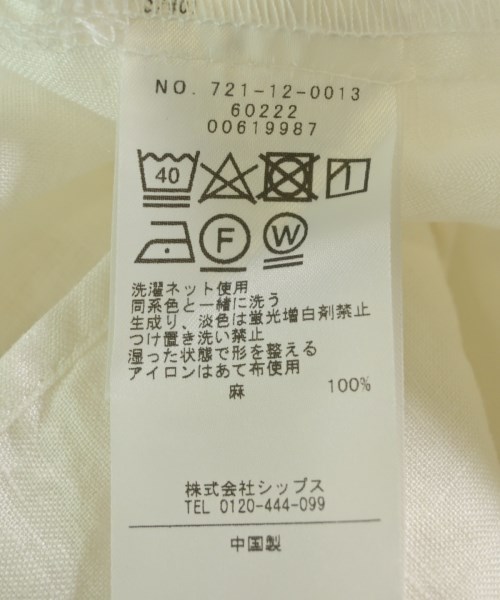 NO. 721-12-0013
60222
00619987
40
F W
洗濯ネット使用
同系色と一緒に洗う
生成り、淡色は蛍光増白剤禁止
つけ置き洗い禁止
湿った状態で形を整える
アイロンはあて布使用
麻 100%
株式会社シップス
TEL 0120-444-099
中国製